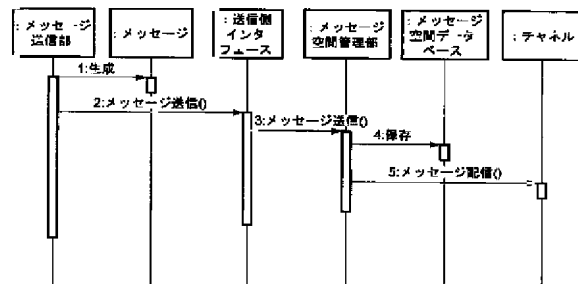 : メッセージ
送信部
: メッセージ
: 送信側
インタ
フェース
: メッセージ
空間管理部
: メッセージ
空間データ
ベース
: チャネル
1:生成
2:メッセージ送信()
3:メッセージ送信()
4:保存
5:メッセージ配信()